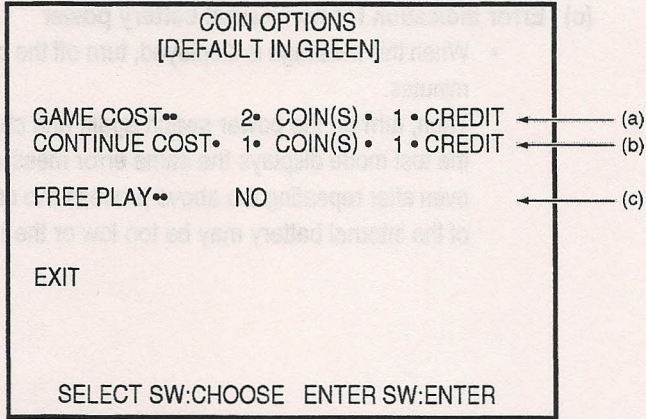 COIN OPTIONS
[DEFAULT IN GREEN]
GAME COST•• 2• COIN(S)• 1• CREDIT (a)
CONTINUE COST• 1• COIN(S)• 1• CREDIT (b)
FREE PLAY•• NO (c)
EXIT
SELECT SW:CHOOSE ENTER SW:ENTER